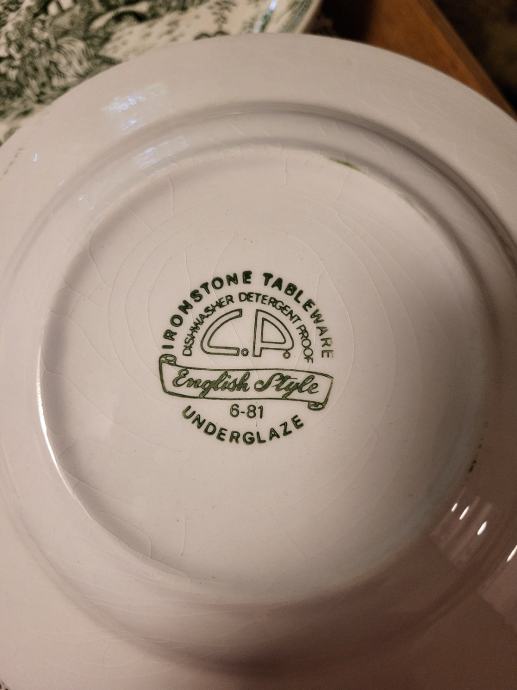 IRONSTONE TABLEWARE
DISHWASHER DETERGENT PROOF
C.P.
English Style
6-81
UNDERGLAZE